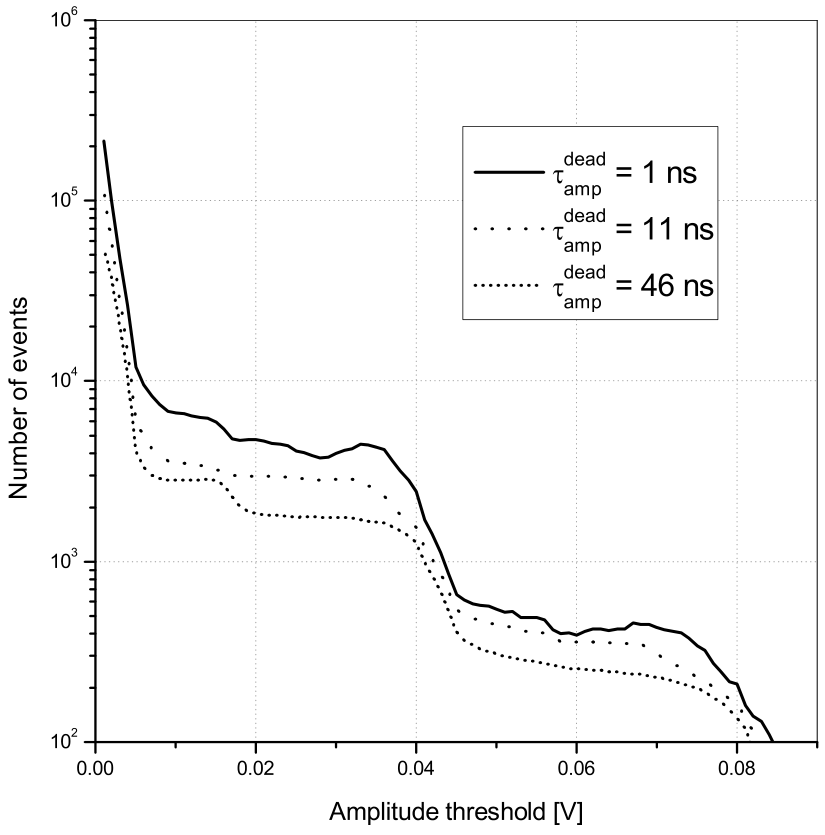 10^6
10^5
10^4
10^3
10^2
Number of events
τ_amp^dead = 1 ns
τ_amp^dead = 11 ns
τ_amp^dead = 46 ns
0.00 0.02 0.04 0.06 0.08
Amplitude threshold [V]